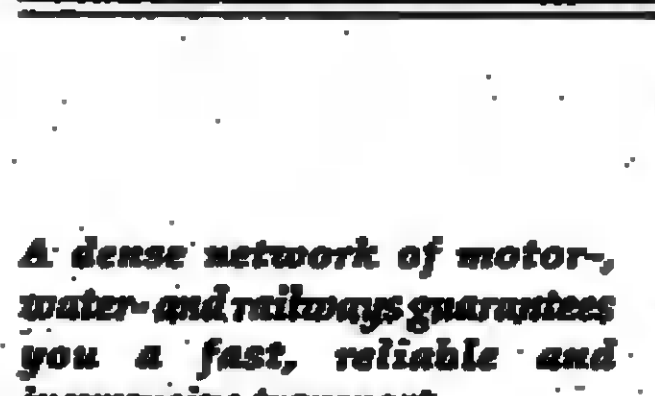 A dense network of motor-,
water- and railways guarantees
you a fast, reliable and